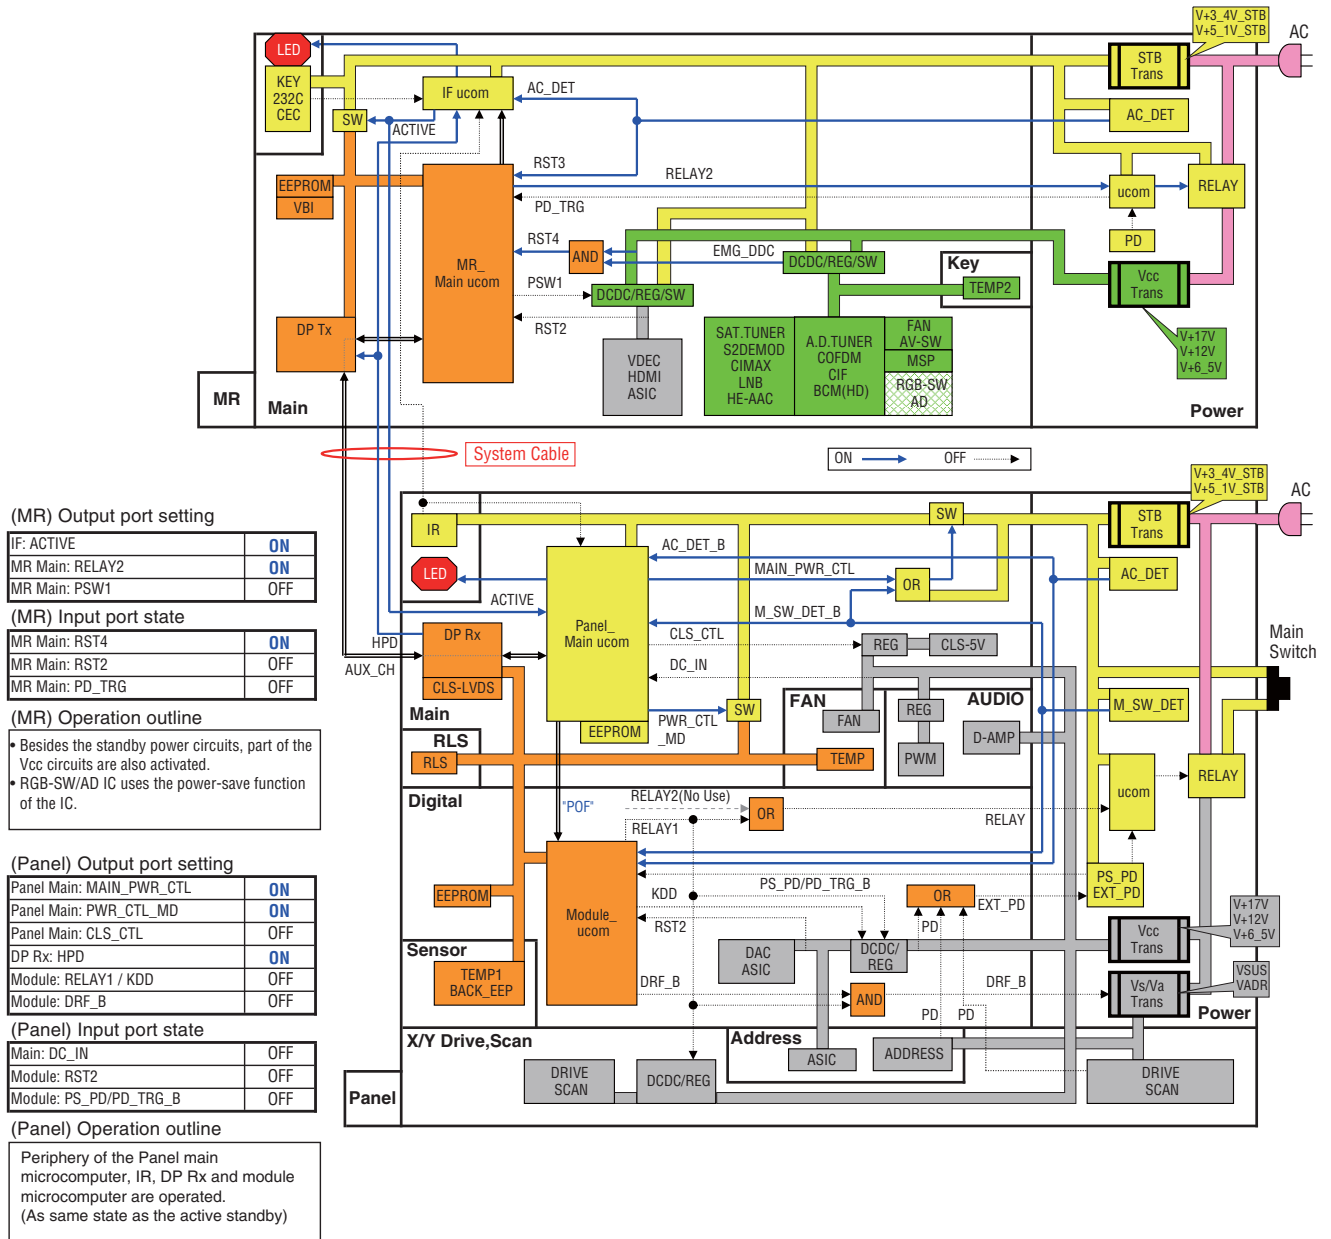 V+3_4V_STB
V+5_1V_STB
AC
LED
KEY
232C
CEC
IF ucom
AC_DET
STB
Trans
AC_DET
SW
ACTIVE
RST3
RELAY2
EEPROM
VBI
PD_TRG
ucom
RELAY
RST4
AND
EMG_DDC
PD
MR_
Main ucom
DCDC/REG/SW
Key
TEMP2
Vcc
Trans
PSW1
DCDC/REG/SW
RST2
DP Tx
VDEC
HDMI
ASIC
SAT.TUNER
S2DEMOD
CIMAX
LNB
HE-AAC
A.D.TUNER
COFDM
CIF
BCM(HD)
FAN
AV-SW
MSP
RGB-SW
AD
V+17V
V+12V
V+6_5V
MR
Main
Power
System Cable
ON
OFF
V+3_4V_STB
V+5_1V_STB
AC
(MR) Output port setting
IF: ACTIVE ON
MR Main: RELAY2 ON
MR Main: PSW1 OFF
(MR) Input port state
MR Main: RST4 ON
MR Main: RST2 OFF
MR Main: PD_TRG OFF
(MR) Operation outline
• Besides the standby power circuits, part of the
Vcc circuits are also activated.
• RGB-SW/AD IC uses the power-save function
of the IC.
(Panel) Output port setting
Panel Main: MAIN_PWR_CTL ON
Panel Main: PWR_CTL_MD ON
Panel Main: CLS_CTL OFF
DP Rx: HPD ON
Module: RELAY1 / KDD OFF
Module: DRF_B OFF
(Panel) Input port state
Main: DC_IN OFF
Module: RST2 OFF
Module: PS_PD/PD_TRG_B OFF
(Panel) Operation outline
Periphery of the Panel main
microcomputer, IR, DP Rx and module
microcomputer are operated.
(As same state as the active standby)
IR
SW
STB
Trans
LED
AC_DET_B
MAIN_PWR_CTL
OR
AC_DET
ACTIVE
Panel_
Main ucom
M_SW_DET_B
HPD
DP Rx
CLS_CTL
REG
CLS-5V
Main
Switch
AUX_CH
CLS-LVDS
DC_IN
Main
EEPROM
PWR_CTL
_MD
SW
FAN
FAN
REG
AUDIO
D-AMP
PWM
M_SW_DET
RLS
RLS
TEMP
ucom
RELAY
Digital
"POF"
RELAY2(No Use)
RELAY1
OR
RELAY
EEPROM
Module_
ucom
KDD
RST2
PS_PD/PD_TRG_B
OR
EXT_PD
PS_PD
EXT_PD
PD
V+17V
V+12V
V+6_5V
Sensor
TEMP1
BACK_EEP
DAC
ASIC
DCDC/
REG
Vcc
Trans
DRF_B
AND
DRF_B
Vs/Va
Trans
VSUS
VADR
PD
PD
Power
X/Y Drive,Scan
Address
ASIC
ADDRESS
DRIVE
SCAN
DCDC/REG
DRIVE
SCAN
Panel